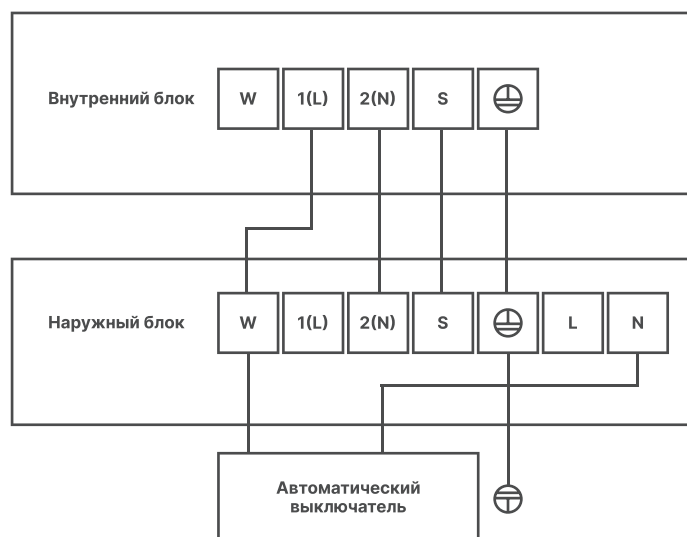 Внутренний блок W 1(L) 2(N) S
Наружный блок W 1(L) 2(N) S L N
Автоматический
выключатель